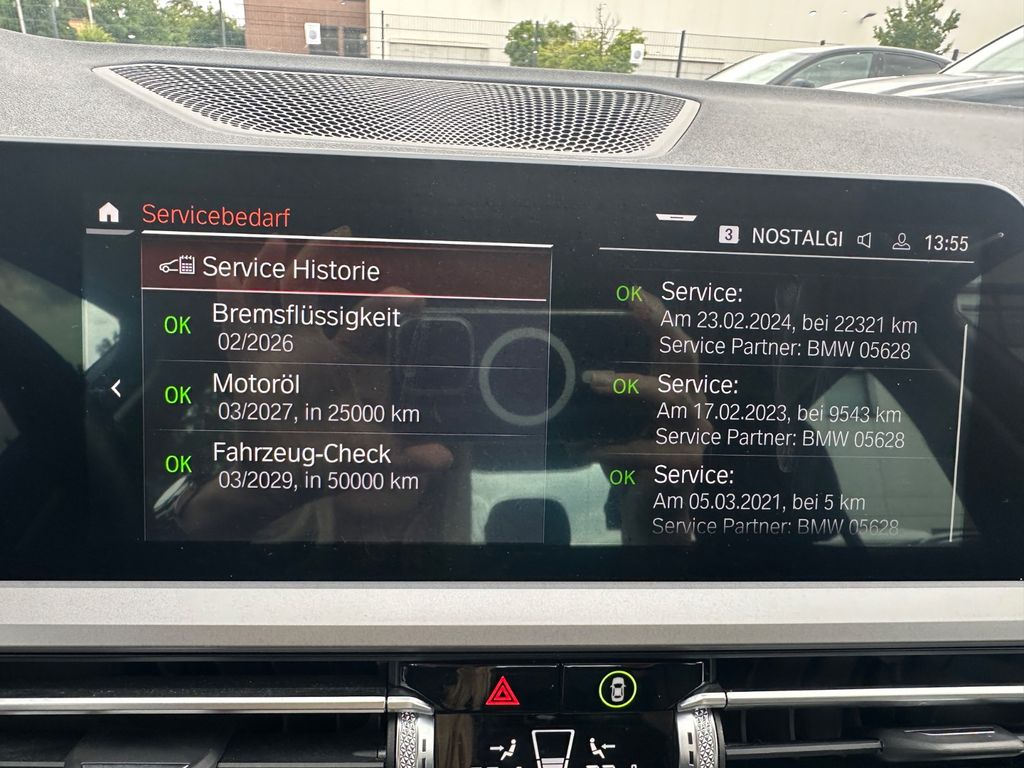 Servicebedarf
3 NOSTALGI 13:55
Service Historie
OK Bremsflüssigkeit
02/2026
OK Motoröl
03/2027, in 25000 km
OK Fahrzeug-Check
03/2029, in 50000 km
OK Service:
Am 23.02.2024, bei 22321 km
Service Partner: BMW 05628
OK Service:
Am 17.02.2023, bei 9543 km
Service Partner: BMW 05628
OK Service:
Am 05.03.2021, bei 5 km
Service Partner: BMW 05628